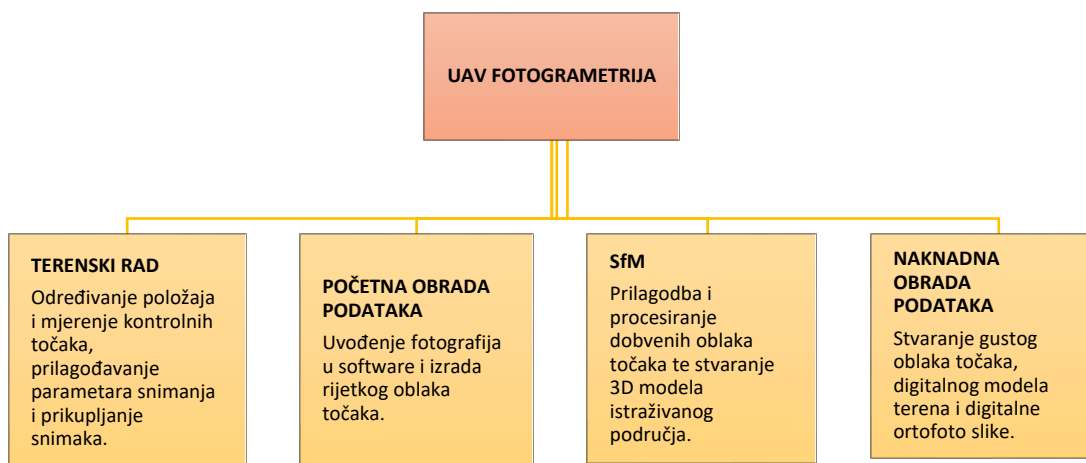 UAV FOTOGRAMETRIJA
TERENSKI RAD
Određivanje položaja
i mjerenje kontrolnih
točaka,
prilagođavanje
parametara snimanja
i prikupljanje
snimaka.
POČETNA OBRADA
PODATAKA
Uvođenje fotografija
u software i izrada
rijetkog oblaka
točaka.
SfM
Prilagodba i
procesiranje
dobvenih oblaka
točaka te stvaranje
3D modela
istraživanog
područja.
NAKNADNA
OBRADA
PODATAKA
Stvaranje gustog
oblaka točaka,
digitalnog modela
terena i digitalne
ortofoto slike.